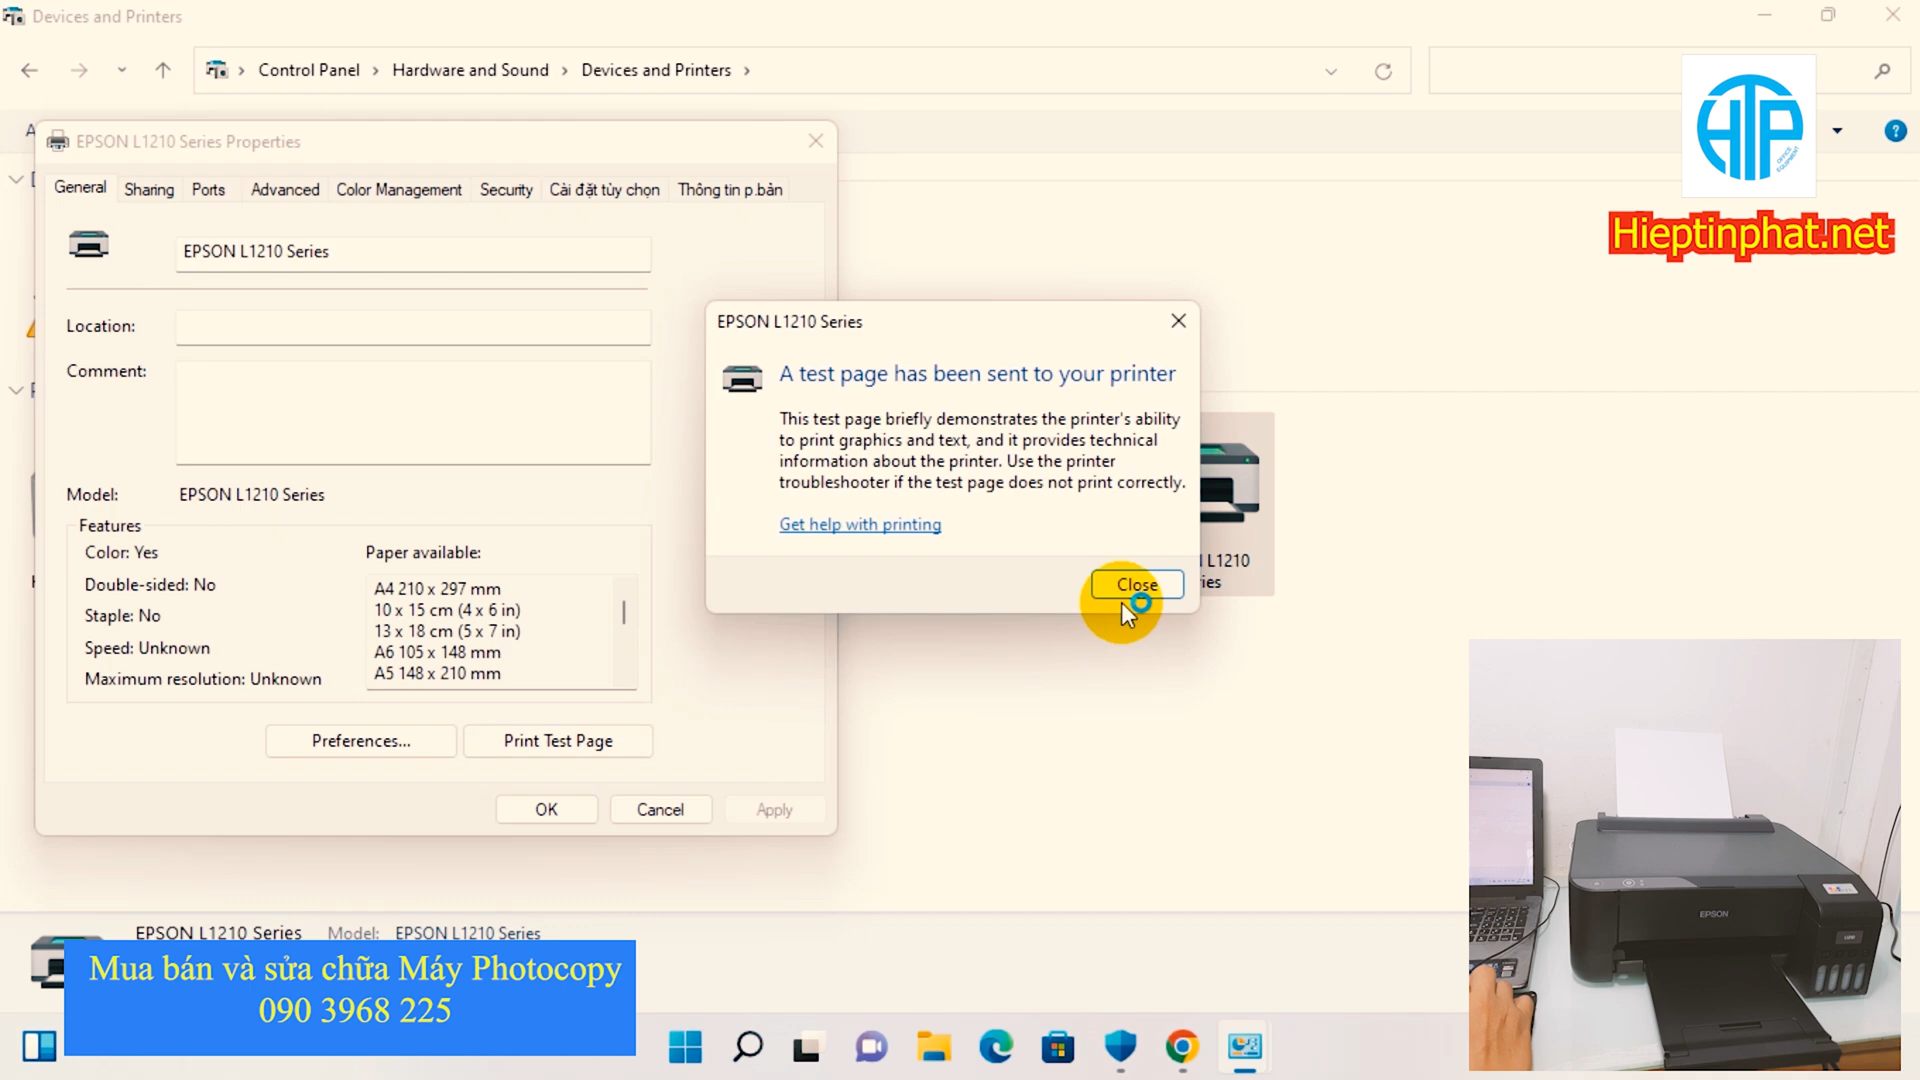 Devices and Printers
Control Panel > Hardware and Sound > Devices and Printers >
HTP
OFFICE EQUIPMENT
Hieptinphat.net
EPSON L1210 Series Properties
General Sharing Ports Advanced Color Management Security Cài đặt tùy chọn Thông tin p.bản
EPSON L1210 Series
Location:
Comment:
Model: EPSON L1210 Series
Features
Color: Yes
Double-sided: No
Staple: No
Speed: Unknown
Maximum resolution: Unknown
Paper available:
A4 210 x 297 mm
10 x 15 cm (4 x 6 in)
13 x 18 cm (5 x 7 in)
A6 105 x 148 mm
A5 148 x 210 mm
Preferences... Print Test Page
OK Cancel Apply
EPSON L1210 Series
A test page has been sent to your printer
This test page briefly demonstrates the printer's ability
to print graphics and text, and it provides technical
information about the printer. Use the printer
troubleshooter if the test page does not print correctly.
Get help with printing
Close
L1210
EPSON L1210 Series Model: EPSON L1210 Series
Mua bán và sửa chữa Máy Photocopy
090 3968 225
EPSON